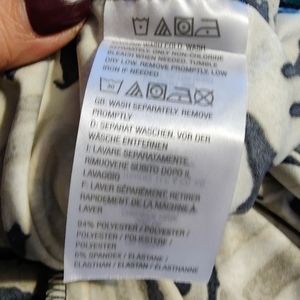 MACHINE WASH COLD, WASH
SEPARATELY ONLY NON-CHLORINE
BLEACH WHEN NEEDED. TUMBLE
DRY LOW. REMOVE PROMPTLY. LOW
IRON IF NEEDED
GB: WASH SEPARATELY. REMOVE
PROMPTLY
D: SEPARAT WASCHEN. VOR DER
WÄSCHE ENTFERNEN
I: LAVARE SEPARATAMENTE.
RIMUOVERE SUBITO DOPO IL
LAVAGGIO
F: LAVER SÉPARÉMENT. RETIRER
RAPIDEMENT DE LA MACHINE À
LAVER
94% POLYESTER / POLYESTER /
POLIESTERE / POLYESTER
6% SPANDEX / ELASTANE /
ELASTHAN / ELASTAN / ÉLASTHANNE